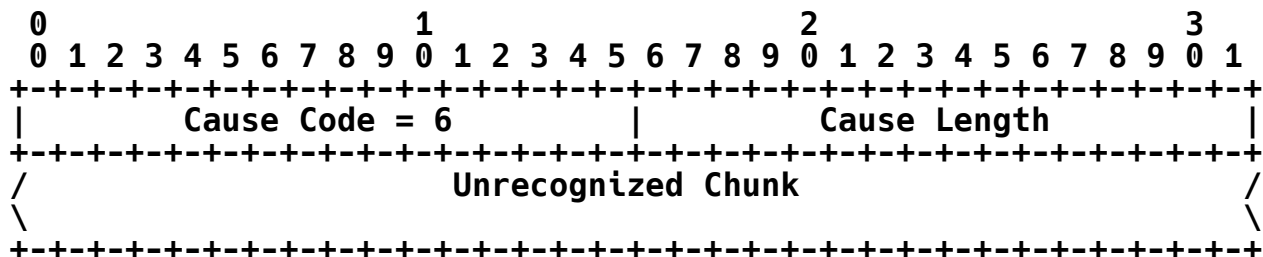 0                   1                   2                   3
 0 1 2 3 4 5 6 7 8 9 0 1 2 3 4 5 6 7 8 9 0 1 2 3 4 5 6 7 8 9 0 1
+-+-+-+-+-+-+-+-+-+-+-+-+-+-+-+-+-+-+-+-+-+-+-+-+-+-+-+-+-+-+-+-+
|        Cause Code = 6         |         Cause Length          |
+-+-+-+-+-+-+-+-+-+-+-+-+-+-+-+-+-+-+-+-+-+-+-+-+-+-+-+-+-+-+-+-+
/                      Unrecognized Chunk                       /
\                                                               \
+-+-+-+-+-+-+-+-+-+-+-+-+-+-+-+-+-+-+-+-+-+-+-+-+-+-+-+-+-+-+-+-+